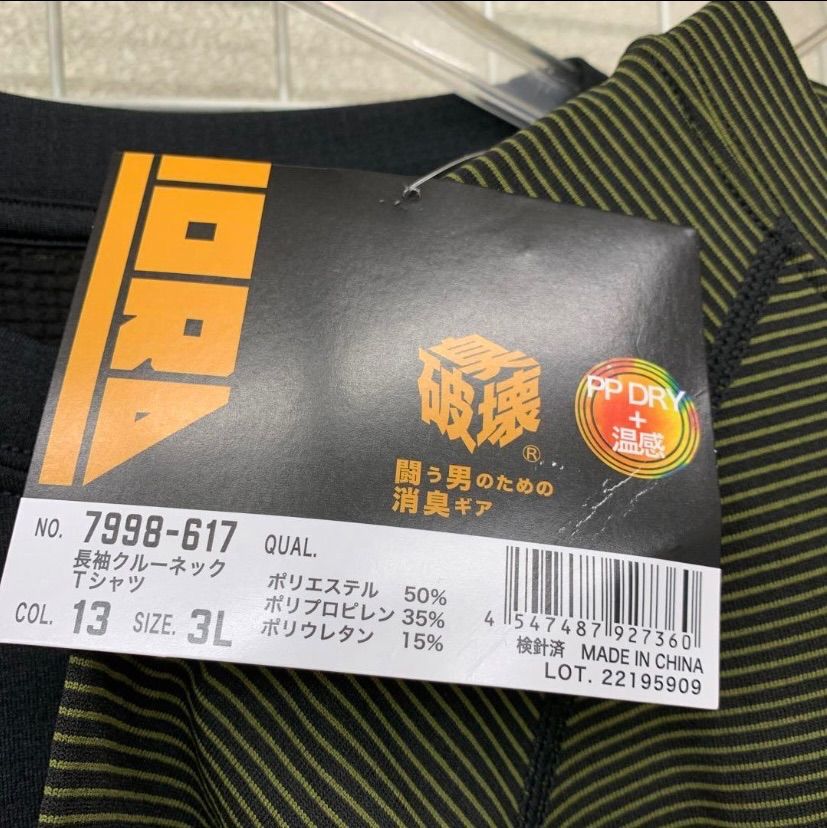 TORA
臭
破壊®
闘う男のための
消臭ギア
PP DRY
+
温感
NO. 7998-617
長袖クルーネック
Tシャツ
COL. 13 SIZE. 3L
QUAL.
ポリエステル 50%
ポリプロピレン 35%
ポリウレタン 15%
4 547487 927360
検針済 MADE IN CHINA
LOT. 22195909